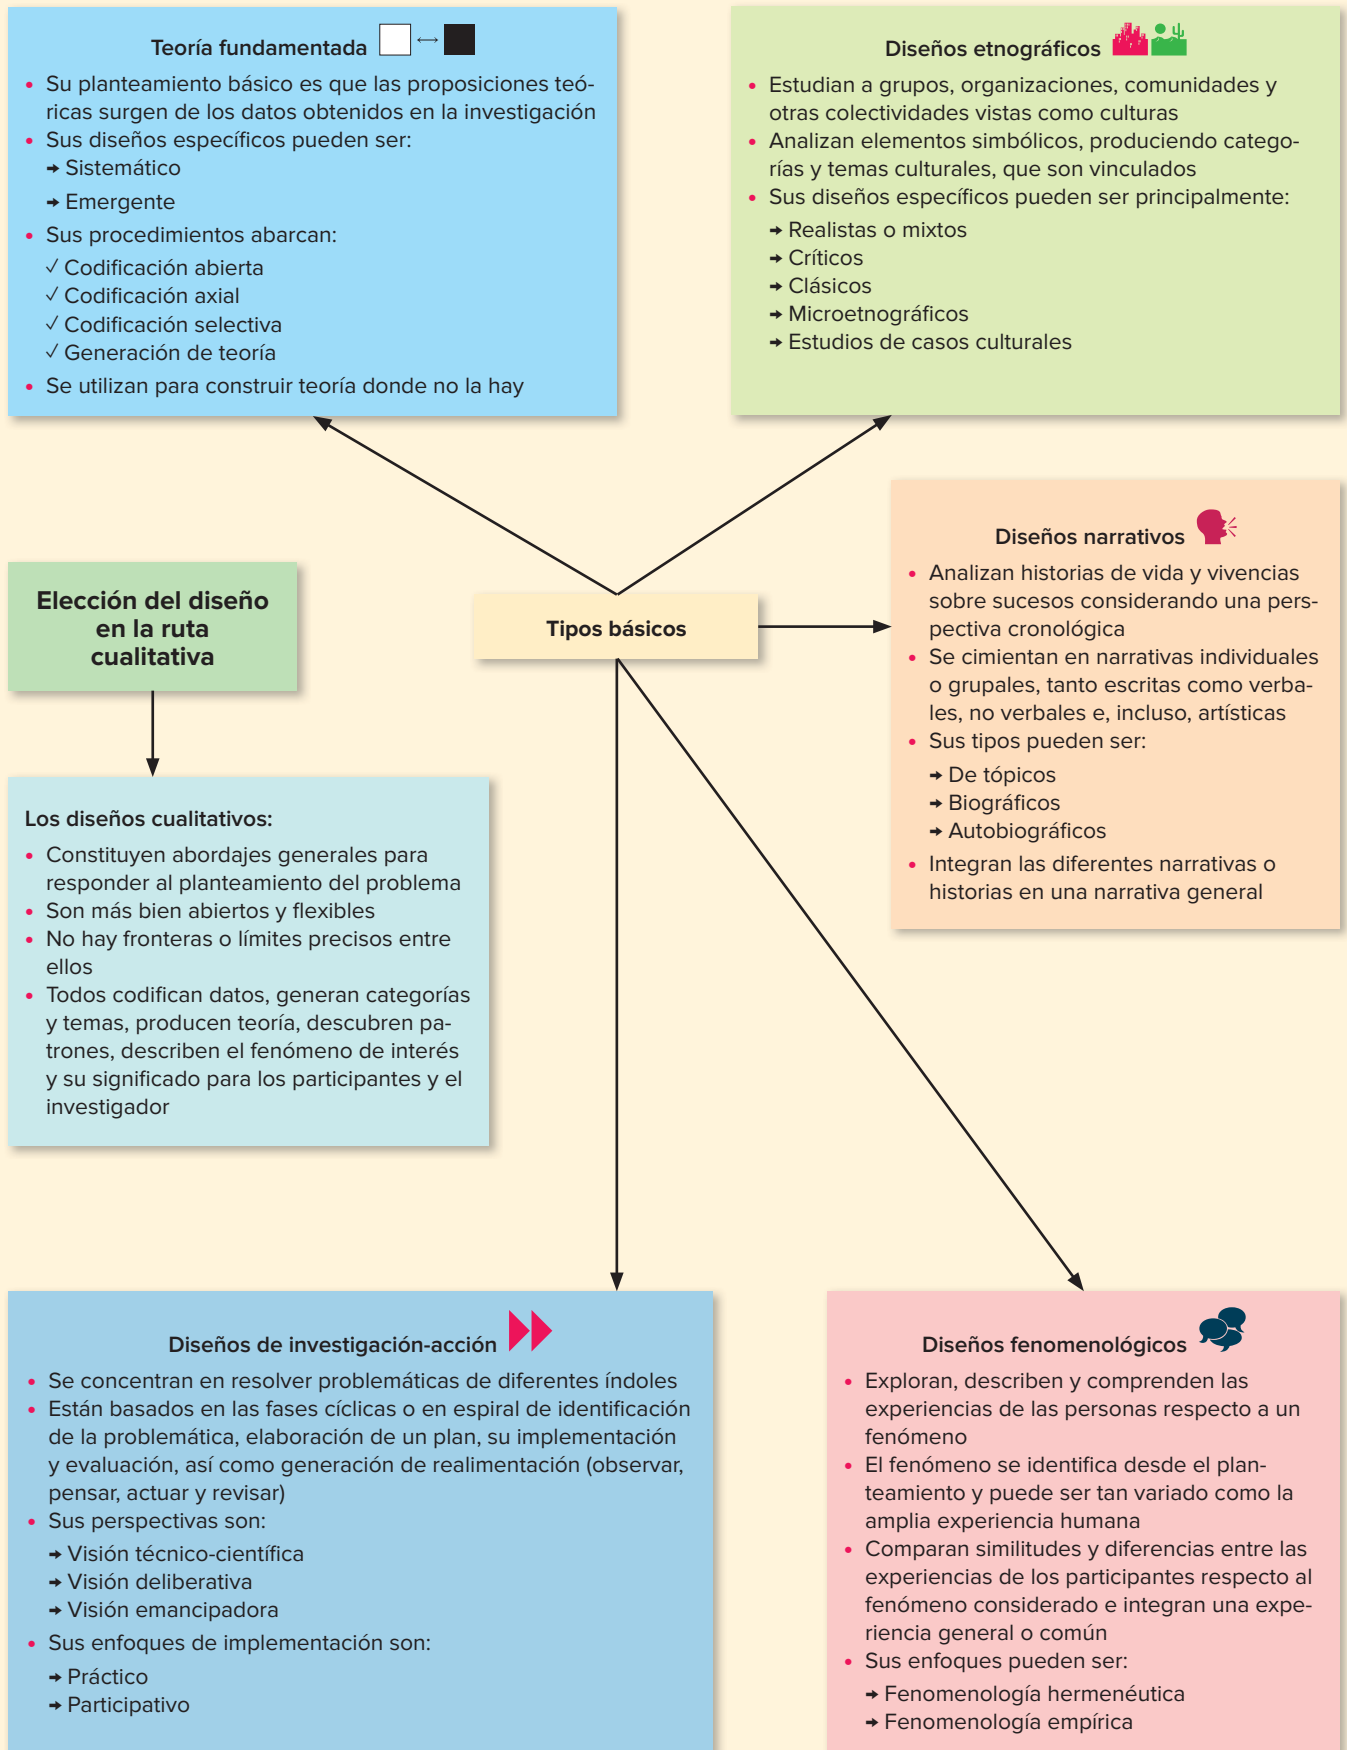 Teoría fundamentada
• Su planteamiento básico es que las proposiciones teó-
ricas surgen de los datos obtenidos en la investigación
• Sus diseños específicos pueden ser:
→ Sistemático
→ Emergente
• Sus procedimientos abarcan:
✓ Codificación abierta
✓ Codificación axial
✓ Codificación selectiva
✓ Generación de teoría
• Se utilizan para construir teoría donde no la hay
Diseños etnográficos
• Estudian a grupos, organizaciones, comunidades y
otras colectividades vistas como culturas
• Analizan elementos simbólicos, produciendo catego-
rías y temas culturales, que son vinculados
• Sus diseños específicos pueden ser principalmente:
→ Realistas o mixtos
→ Críticos
→ Clásicos
→ Microetnográficos
→ Estudios de casos culturales
Elección del diseño
en la ruta
cualitativa
Tipos básicos
Diseños narrativos
• Analizan historias de vida y vivencias
sobre sucesos considerando una pers-
pectiva cronológica
• Se cimientan en narrativas individuales
o grupales, tanto escritas como verba-
les, no verbales e, incluso, artísticas
• Sus tipos pueden ser:
→ De tópicos
→ Biográficos
→ Autobiográficos
• Integran las diferentes narrativas o
historias en una narrativa general
Los diseños cualitativos:
• Constituyen abordajes generales para
responder al planteamiento del problema
• Son más bien abiertos y flexibles
• No hay fronteras o límites precisos entre
ellos
• Todos codifican datos, generan categorías
y temas, producen teoría, descubren pa-
trones, describen el fenómeno de interés
y su significado para los participantes y el
investigador
Diseños de investigación-acción
• Se concentran en resolver problemáticas de diferentes índoles
• Están basados en las fases cíclicas o en espiral de identificación
de la problemática, elaboración de un plan, su implementación
y evaluación, así como generación de realimentación (observar,
pensar, actuar y revisar)
• Sus perspectivas son:
→ Visión técnico-científica
→ Visión deliberativa
→ Visión emancipadora
• Sus enfoques de implementación son:
→ Práctico
→ Participativo
Diseños fenomenológicos
• Exploran, describen y comprenden las
experiencias de las personas respecto a un
fenómeno
• El fenómeno se identifica desde el plan-
teamiento y puede ser tan variado como la
amplia experiencia humana
• Comparan similitudes y diferencias entre las
experiencias de los participantes respecto al
fenómeno considerado e integran una expe-
riencia general o común
• Sus enfoques pueden ser:
→ Fenomenología hermenéutica
→ Fenomenología empírica